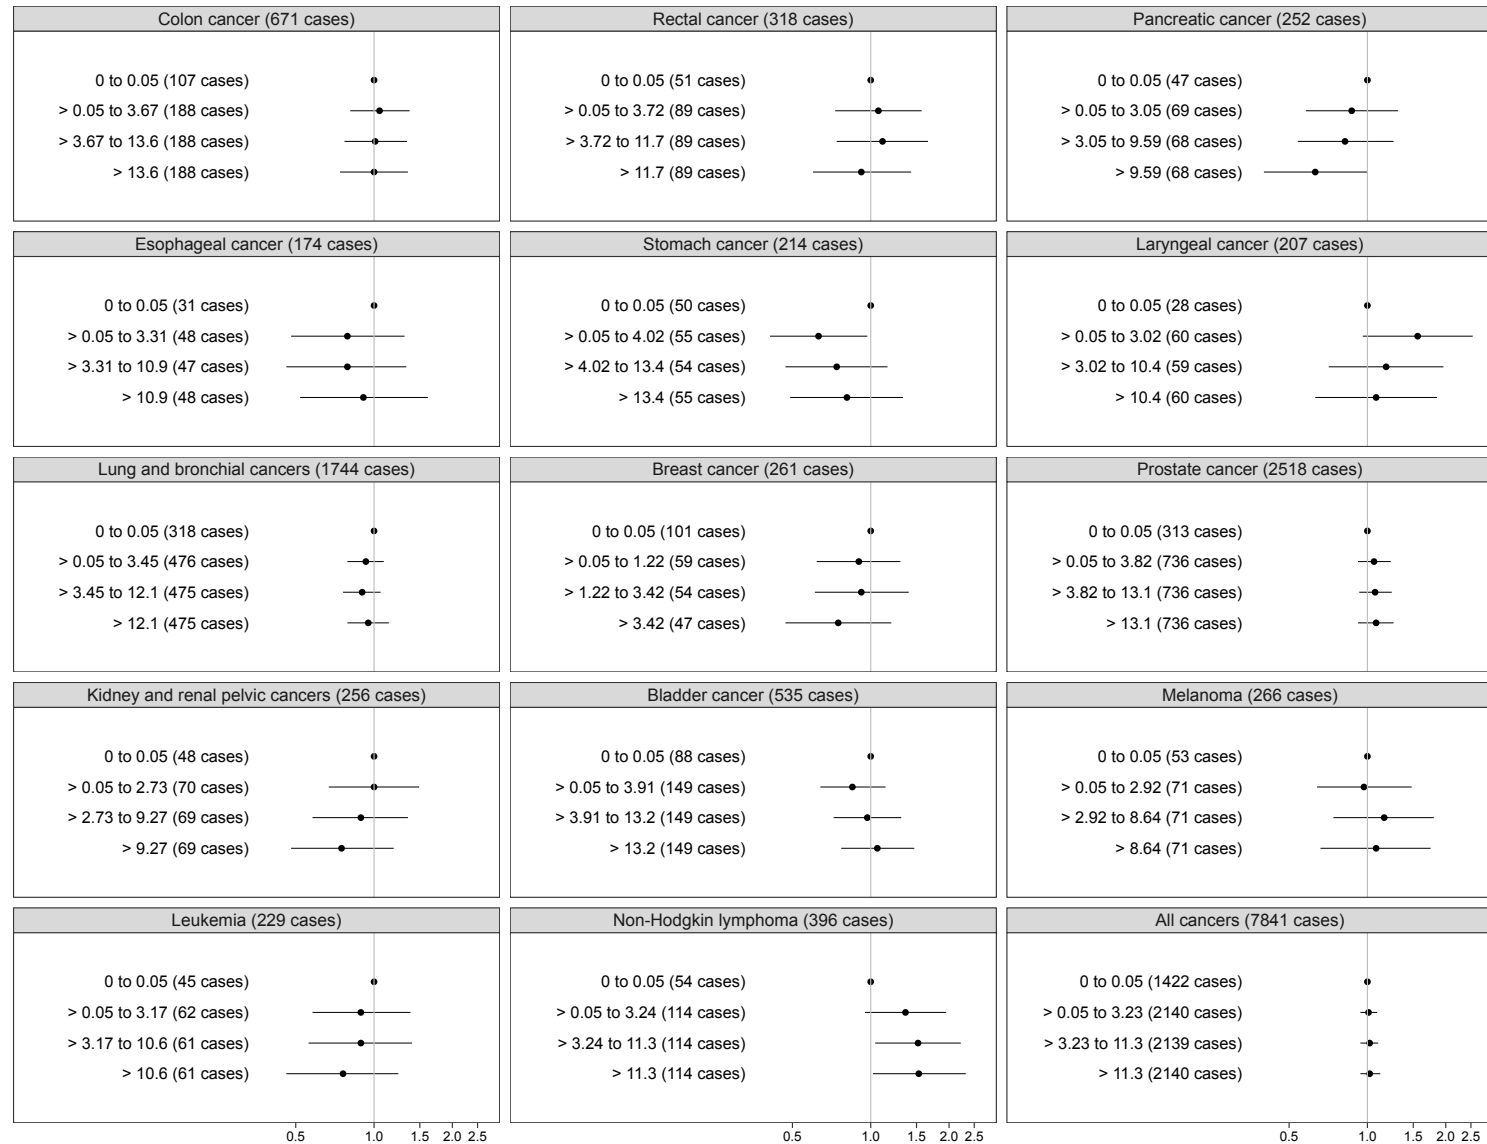 Colon cancer (671 cases)
0 to 0.05 (107 cases)
> 0.05 to 3.67 (188 cases)
> 3.67 to 13.6 (188 cases)
> 13.6 (188 cases)
Rectal cancer (318 cases)
0 to 0.05 (51 cases)
> 0.05 to 3.72 (89 cases)
> 3.72 to 11.7 (89 cases)
> 11.7 (89 cases)
Pancreatic cancer (252 cases)
0 to 0.05 (47 cases)
> 0.05 to 3.05 (69 cases)
> 3.05 to 9.59 (68 cases)
> 9.59 (68 cases)
Esophageal cancer (174 cases)
0 to 0.05 (31 cases)
> 0.05 to 3.31 (48 cases)
> 3.31 to 10.9 (47 cases)
> 10.9 (48 cases)
Stomach cancer (214 cases)
0 to 0.05 (50 cases)
> 0.05 to 4.02 (55 cases)
> 4.02 to 13.4 (54 cases)
> 13.4 (55 cases)
Laryngeal cancer (207 cases)
0 to 0.05 (28 cases)
> 0.05 to 3.02 (60 cases)
> 3.02 to 10.4 (59 cases)
> 10.4 (60 cases)
Lung and bronchial cancers (1744 cases)
0 to 0.05 (318 cases)
> 0.05 to 3.45 (476 cases)
> 3.45 to 12.1 (475 cases)
> 12.1 (475 cases)
Breast cancer (261 cases)
0 to 0.05 (101 cases)
> 0.05 to 1.22 (59 cases)
> 1.22 to 3.42 (54 cases)
> 3.42 (47 cases)
Prostate cancer (2518 cases)
0 to 0.05 (313 cases)
> 0.05 to 3.82 (736 cases)
> 3.82 to 13.1 (736 cases)
> 13.1 (736 cases)
Kidney and renal pelvic cancers (256 cases)
0 to 0.05 (48 cases)
> 0.05 to 2.73 (70 cases)
> 2.73 to 9.27 (69 cases)
> 9.27 (69 cases)
Bladder cancer (535 cases)
0 to 0.05 (88 cases)
> 0.05 to 3.91 (149 cases)
> 3.91 to 13.2 (149 cases)
> 13.2 (149 cases)
Melanoma (266 cases)
0 to 0.05 (53 cases)
> 0.05 to 2.92 (71 cases)
> 2.92 to 8.64 (71 cases)
> 8.64 (71 cases)
Leukemia (229 cases)
0 to 0.05 (45 cases)
> 0.05 to 3.17 (62 cases)
> 3.17 to 10.6 (61 cases)
> 10.6 (61 cases)
0.5 1.0 1.5 2.0 2.5
Non-Hodgkin lymphoma (396 cases)
0 to 0.05 (54 cases)
> 0.05 to 3.24 (114 cases)
> 3.24 to 11.3 (114 cases)
> 11.3 (114 cases)
0.5 1.0 1.5 2.0 2.5
All cancers (7841 cases)
0 to 0.05 (1422 cases)
> 0.05 to 3.23 (2140 cases)
> 3.23 to 11.3 (2139 cases)
> 11.3 (2140 cases)
0.5 1.0 1.5 2.0 2.5